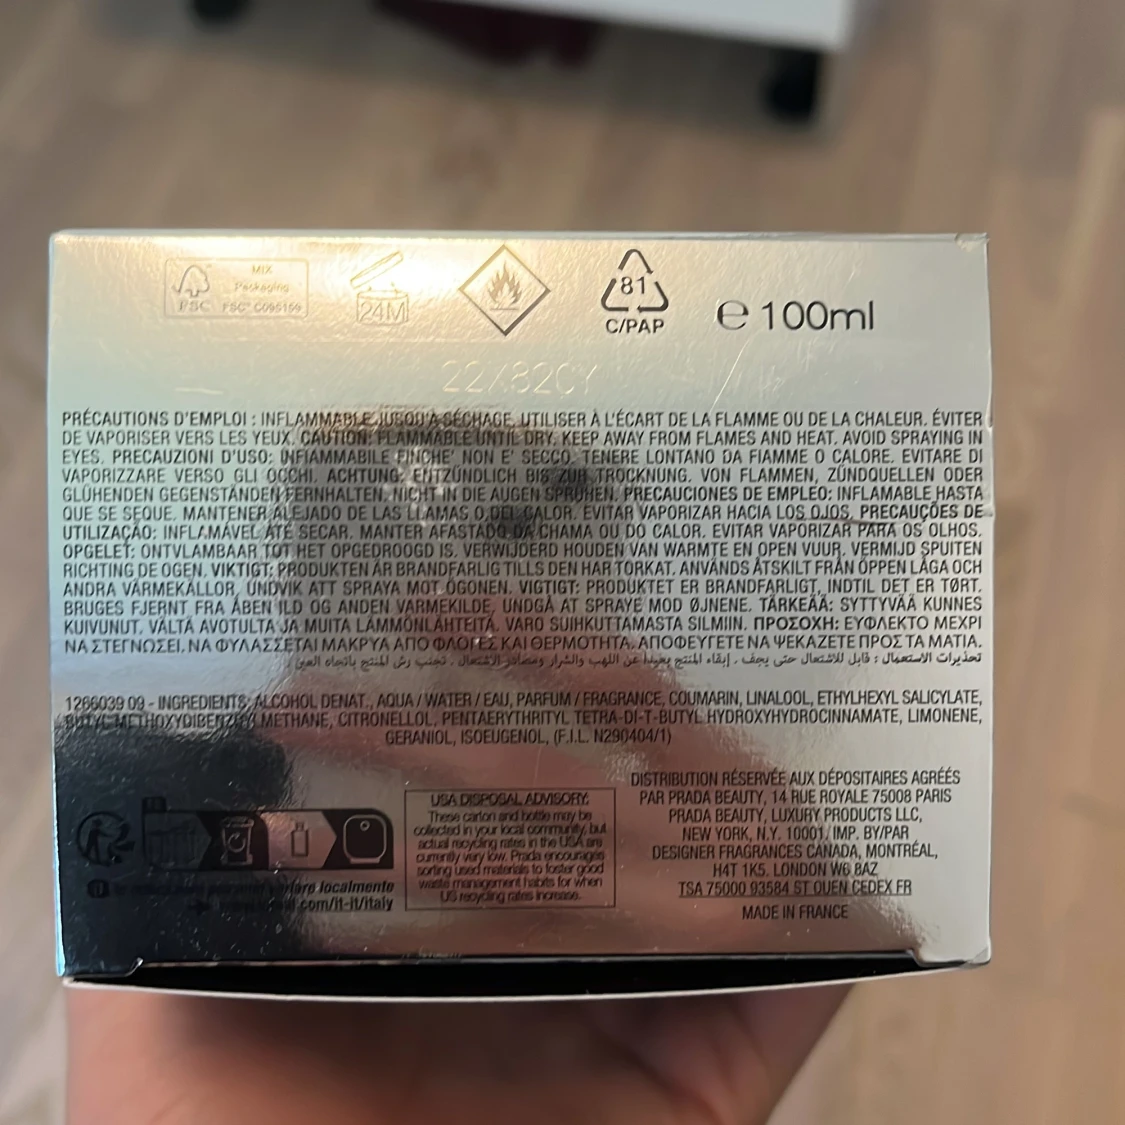 MIX
Packaging
FSC FSC™ C095159
24M
81
C/PAP
e 100ml
PRÉCAUTIONS D'EMPLOI : INFLAMMABLE JUSQU'À SÉCHAGE. UTILISER À L'ÉCART DE LA FLAMME OU DE LA CHALEUR. ÉVITER
DE VAPORISER VERS LES YEUX. CAUTION: FLAMMABLE UNTIL DRY. KEEP AWAY FROM FLAMES AND HEAT. AVOID SPRAYING IN
EYES. PRECAUZIONI D'USO: INFIAMMABILE FINCHE' NON E' SECCO. TENERE LONTANO DA FIAMME O CALORE. EVITARE DI
VAPORIZZARE VERSO GLI OCCHI. ACHTUNG: ENTZÜNDLICH BIS ZUR TROCKNUNG. VON FLAMMEN, ZÜNDQUELLEN ODER
GLÜHENDEN GEGENSTÄNDEN FERNHALTEN. NICHT IN DIE AUGEN SPRÜHEN. PRECAUCIONES DE EMPLEO: INFLAMABLE HASTA
QUE SE SEQUE. MANTENER ALEJADO DE LAS LLAMAS O DEL CALOR. EVITAR VAPORIZAR HACIA LOS OJOS. PRECAUÇÕES DE
UTILIZAÇÃO: INFLAMÁVEL ATÉ SECAR. MANTER AFASTADO DA CHAMA OU DO CALOR. EVITAR VAPORIZAR PARA OS OLHOS.
OPGELET: ONTVLAMBAAR TOT HET OPGEDROOGD IS. VERWIJDERD HOUDEN VAN WARMTE EN OPEN VUUR. VERMIJD SPUITEN
RICHTING DE OGEN. VIKTIGT: PRODUKTEN ÄR BRANDFARLIG TILLS DEN HAR TORKAT. ANVÄNDS ÅTSKILT FRÅN ÖPPEN LÅGA OCH
ANDRA VÄRMEKÄLLOR. UNDVIK ATT SPRAYA MOT ÖGONEN. VIGTIGT: PRODUKTET ER BRANDFARLIGT, INDTIL DET ER TØRT.
BRUGES FJERNT FRA ÅBEN ILD OG ANDEN VARMEKILDE. UNDGÅ AT SPRAYE MOD ØJNENE. TÄRKEÄÄ: SYTTYVÄÄ KUNNES
KUIVUNUT. VÄLTÄ AVOTULTA JA MUITA LÄMMÖNLÄHTEITÄ. VARO SUIHKUTTAMASTA SILMIIN. ΠΡΟΣΟΧΗ: ΕΥΦΛΕΚΤΟ ΜΕΧΡΙ
ΝΑ ΣΤΕΓΝΩΣΕΙ. ΝΑ ΦΥΛΑΣΣΕΤΑΙ ΜΑΚΡΥΑ ΑΠΟ ΦΛΟΓΕΣ ΚΑΙ ΘΕΡΜΟΤΗΤΑ. ΑΠΟΦΕΥΓΕΤΕ ΝΑ ΨΕΚΑΖΕΤΕ ΠΡΟΣ ΤΑ ΜΑΤΙΑ.
تحذيرات الاستعمال : قابل للاشتعال حتى يجف . إبقاء المنتج بعيداً عن اللهب والشرار ومصادر الاشتعال . تجنب رش المنتج باتجاه العين .
1266039 09 - INGREDIENTS: ALCOHOL DENAT., AQUA / WATER / EAU, PARFUM / FRAGRANCE, COUMARIN, LINALOOL, ETHYLHEXYL SALICYLATE,
BUTYL METHOXYDIBENZOYLMETHANE, CITRONELLOL, PENTAERYTHRITYL TETRA-DI-T-BUTYL HYDROXYHYDROCINNAMATE, LIMONENE,
GERANIOL, ISOEUGENOL, (F.I.L. N290404/1)
localmente
com/it-it/italy
USA DISPOSAL ADVISORY:
These carton and bottle may be
collected in your local community, but
actual recycling rates in the USA are
currently very low. Prada encourages
sorting used materials to foster good
waste management habits for when
US recycling rates increase.
DISTRIBUTION RÉSERVÉE AUX DÉPOSITAIRES AGRÉÉS
PAR PRADA BEAUTY, 14 RUE ROYALE 75008 PARIS
PRADA BEAUTY, LUXURY PRODUCTS LLC,
NEW YORK, N.Y. 10001. IMP. BY/PAR
DESIGNER FRAGRANCES CANADA, MONTRÉAL,
H4T 1K5. LONDON W6 8AZ
TSA 75000 93584 ST OUEN CEDEX FR
MADE IN FRANCE